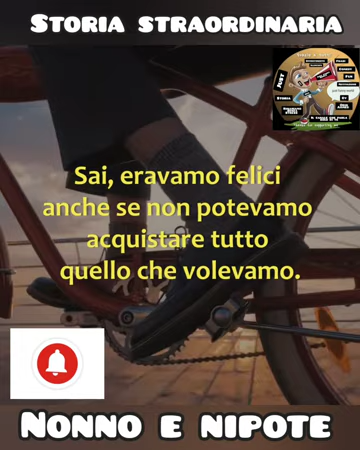 Storia straordinaria
Sai, eravamo felici
anche se non potevamo
acquistare tutto
quello che volevamo.
Nonno e nipote